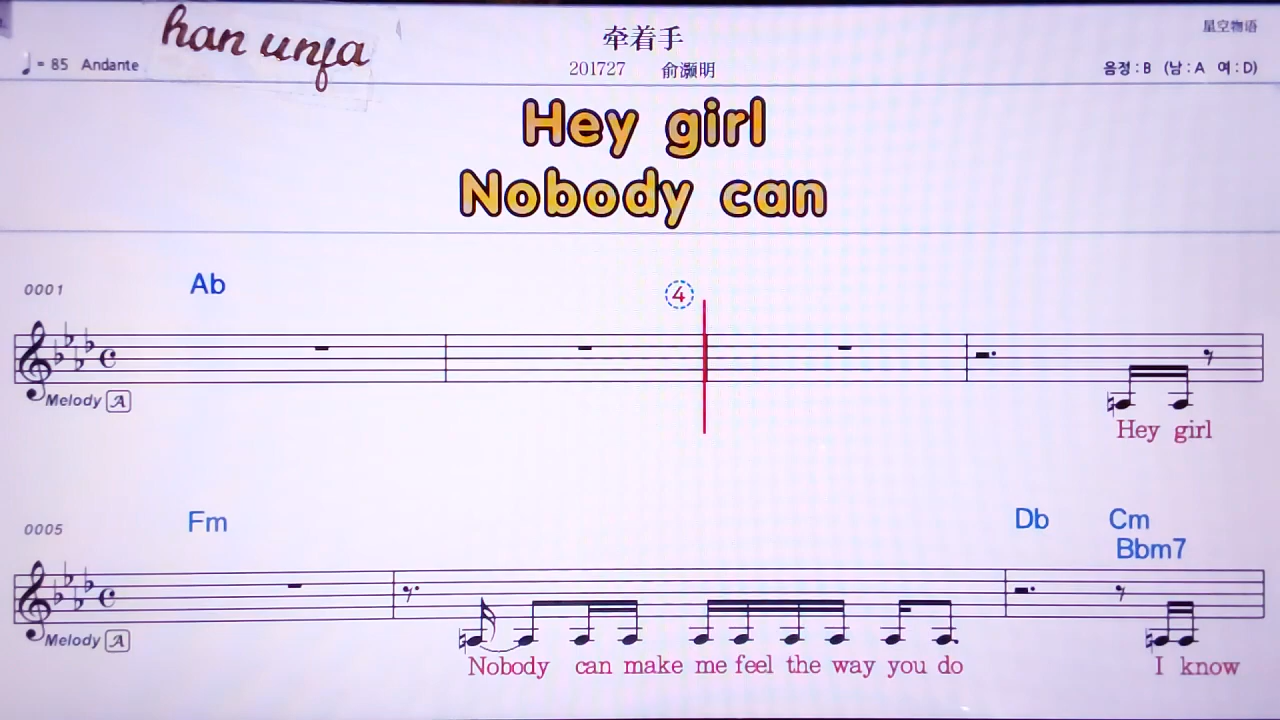 han unja
牵着手
星空物语
♩= 85 Andante
201727 俞灏明
음정 : B (남 : A 여 : D)
Hey girl
Nobody can
0001
Ab
4
Melody A
Hey girl
0005
Fm
Db
Cm
Bbm7
Melody A
Nobody can make me feel the way you do
I know